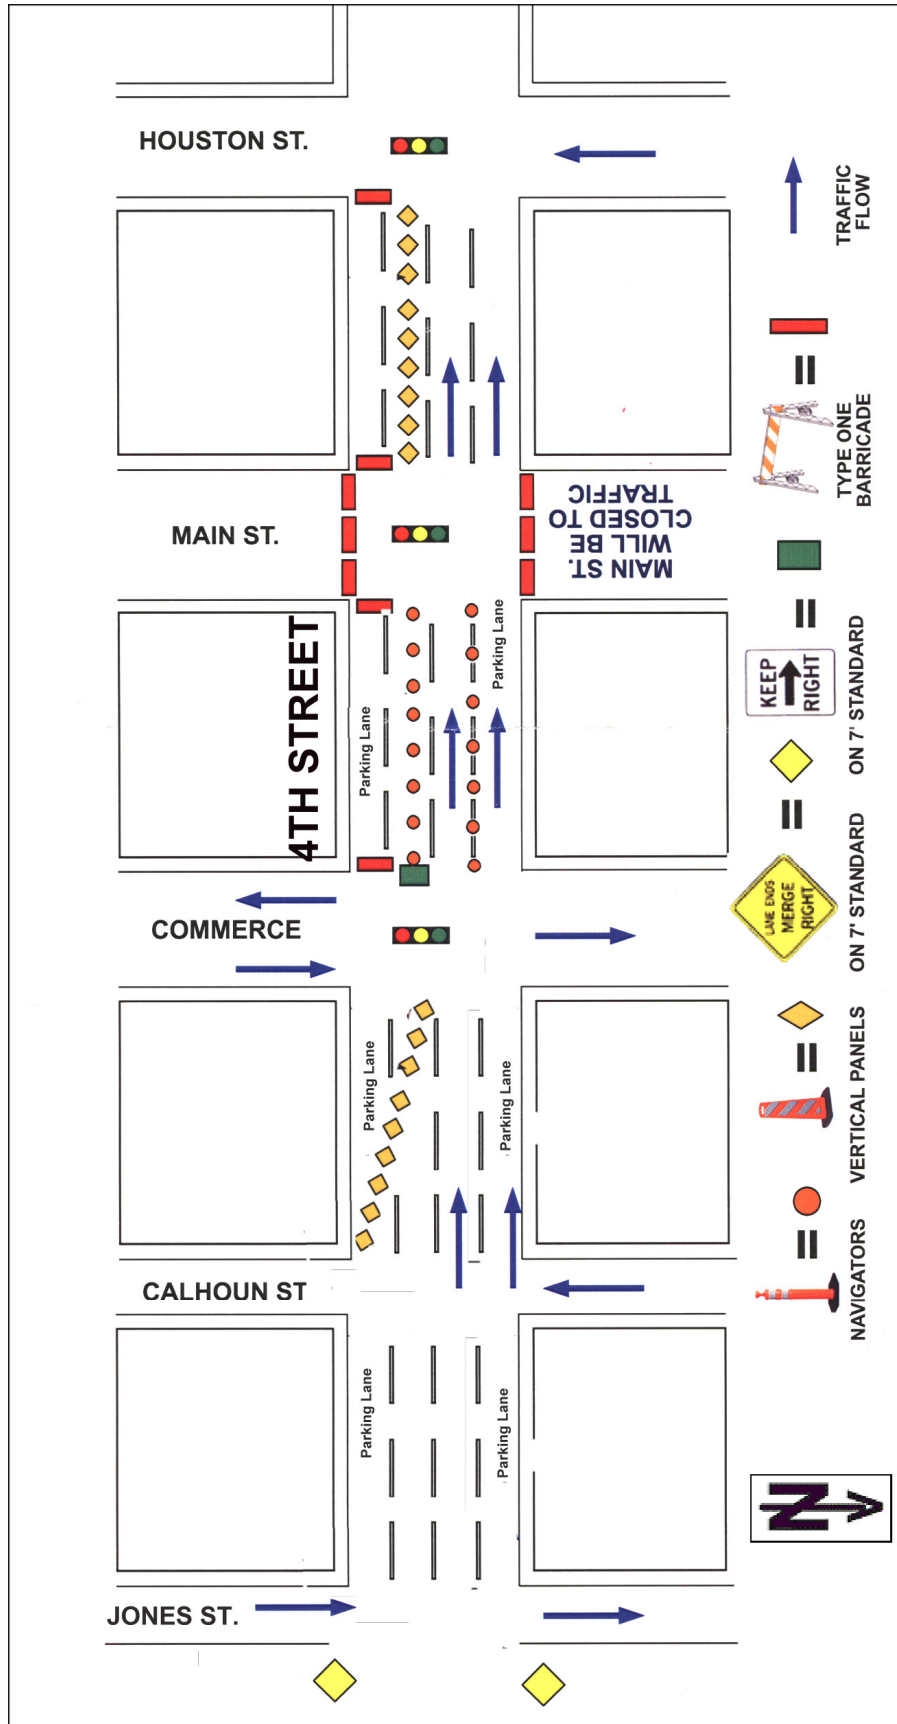 HOUSTON ST.
TRAFFIC
FLOW
MAIN ST.
MAIN ST.
WILL BE
CLOSED TO
TRAFFIC
TYPE ONE
BARRICADE
4TH STREET
Parking Lane
Parking Lane
KEEP
RIGHT
ON 7' STANDARD
COMMERCE
LANE ENDS
MERGE
RIGHT
ON 7' STANDARD
Parking Lane
Parking Lane
VERTICAL PANELS
CALHOUN ST
NAVIGATORS
Parking Lane
Parking Lane
N
JONES ST.